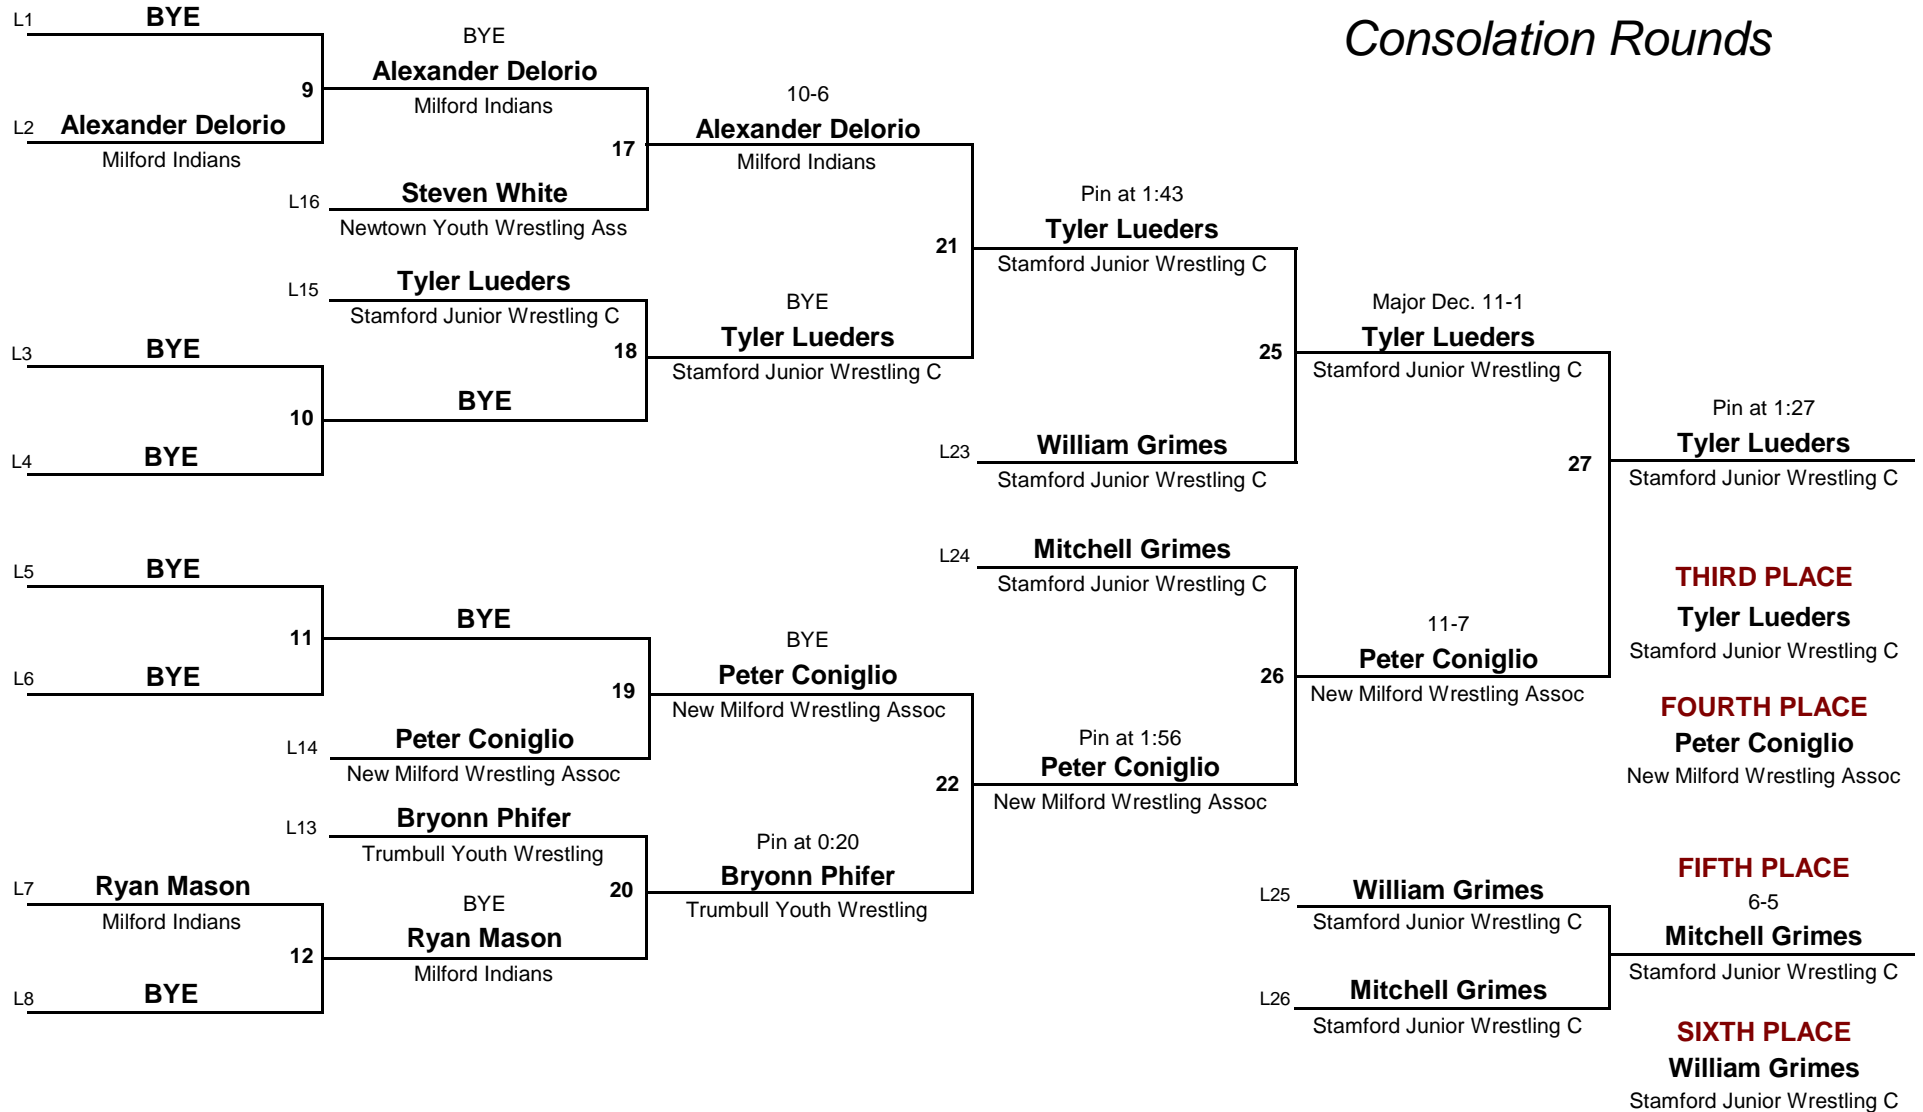 Consolation Rounds
L1
BYE
9
L2
Alexander Delorio
Milford Indians
BYE
Alexander Delorio
Milford Indians
17
L16
Steven White
Newtown Youth Wrestling Ass
10-6
Alexander Delorio
Milford Indians
21
L15
Tyler Lueders
Stamford Junior Wrestling C
18
L3
BYE
10
L4
BYE
BYE
BYE
Tyler Lueders
Stamford Junior Wrestling C
Pin at 1:43
Tyler Lueders
Stamford Junior Wrestling C
25
L23
William Grimes
Stamford Junior Wrestling C
Major Dec. 11-1
Tyler Lueders
Stamford Junior Wrestling C
27
Pin at 1:27
Tyler Lueders
Stamford Junior Wrestling C
L5
BYE
11
L6
BYE
BYE
19
L14
Peter Coniglio
New Milford Wrestling Assoc
BYE
Peter Coniglio
New Milford Wrestling Assoc
22
L13
Bryonn Phifer
Trumbull Youth Wrestling
20
L7
Ryan Mason
Milford Indians
12
L8
BYE
BYE
Ryan Mason
Milford Indians
Pin at 0:20
Bryonn Phifer
Trumbull Youth Wrestling
L24
Mitchell Grimes
Stamford Junior Wrestling C
26
Pin at 1:56
Peter Coniglio
New Milford Wrestling Assoc
11-7
Peter Coniglio
New Milford Wrestling Assoc
THIRD PLACE
Tyler Lueders
Stamford Junior Wrestling C
FOURTH PLACE
Peter Coniglio
New Milford Wrestling Assoc
L25
William Grimes
Stamford Junior Wrestling C
L26
Mitchell Grimes
Stamford Junior Wrestling C
FIFTH PLACE
6-5
Mitchell Grimes
Stamford Junior Wrestling C
SIXTH PLACE
William Grimes
Stamford Junior Wrestling C